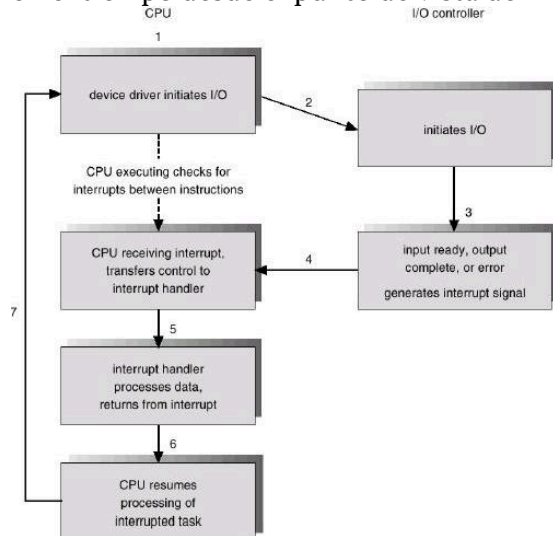 CPU
I/O controller
1
device driver initiates I/O
2
initiates I/O
CPU executing checks for
interrupts between instructions
3
CPU receiving interrupt,
transfers control to
interrupt handler
4
input ready, output
complete, or error
generates interrupt signal
7
5
interrupt handler
processes data,
returns from interrupt
6
CPU resumes
processing of
interrupted task